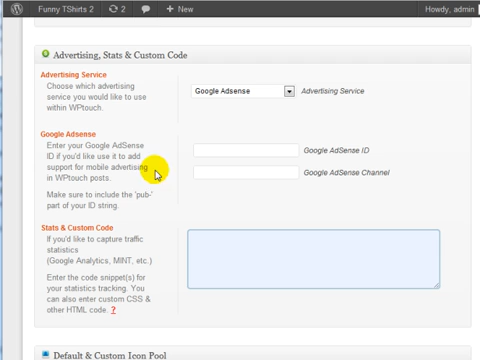 Funny TShirts 2 2 + New Howdy, admin
Advertising, Stats & Custom Code
Advertising Service
Choose which advertising
service you would like to use
within WPtouch.
Google Adsense Advertising Service
Google Adsense
Enter your Google AdSense
ID if you'd like use it to add
support for mobile advertising
in WPtouch posts.
Make sure to include the 'pub-'
part of your ID string.
Google AdSense ID
Google AdSense Channel
Stats & Custom Code
If you'd like to capture traffic
statistics
(Google Analytics, MINT, etc.)
Enter the code snippet(s) for
your statistics tracking. You
can also enter custom CSS &
other HTML code. ?
Default & Custom Icon Pool